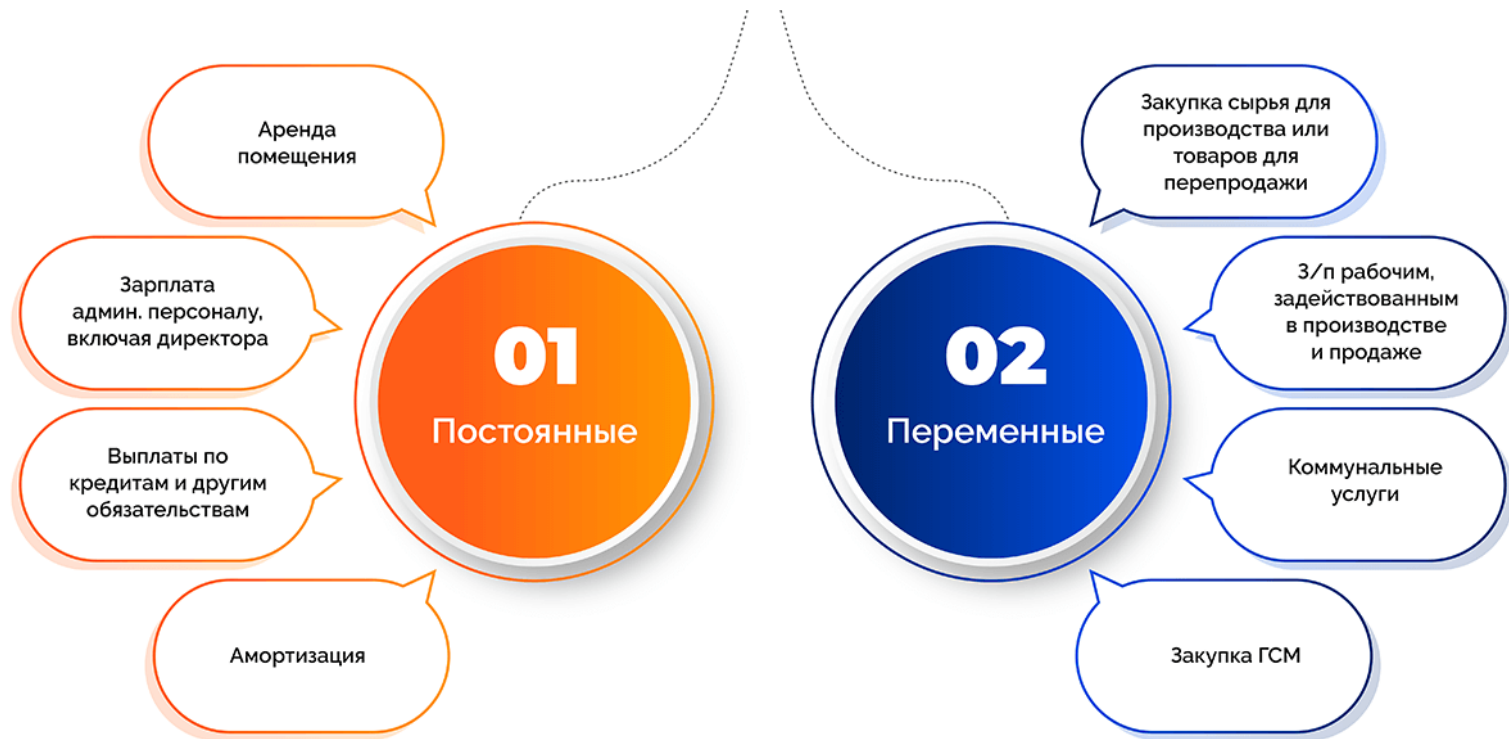 Аренда
помещения
Зарплата
админ. персоналу,
включая директора
Выплаты по
кредитам и другим
обязательствам
Амортизация
01
Постоянные
02
Переменные
Закупка сырья для
производства или
товаров для
перепродажи
З/п рабочим,
задействованным
в производстве
и продаже
Коммунальные
услуги
Закупка ГСМ